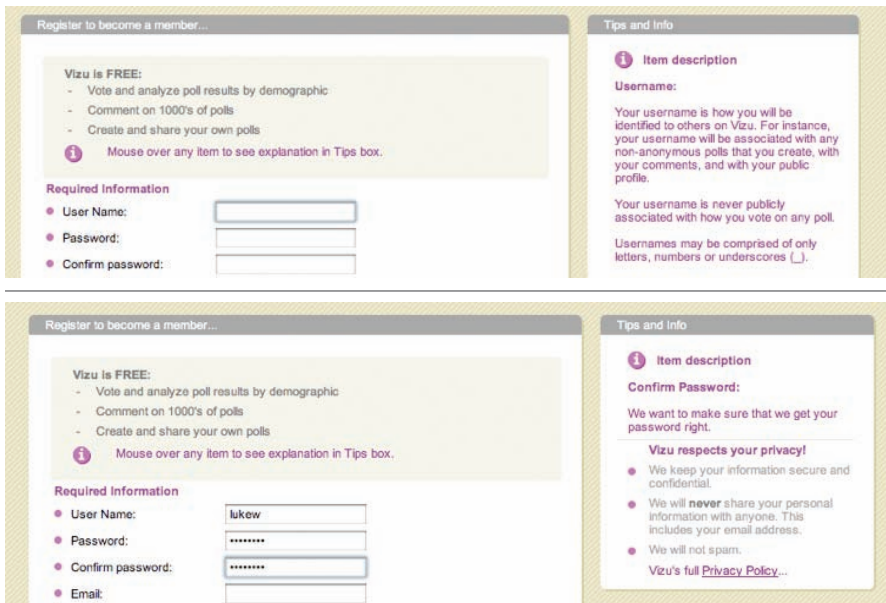 Register to become a member...
Vizu is FREE:
- Vote and analyze poll results by demographic
- Comment on 1000's of polls
- Create and share your own polls
Mouse over any item to see explanation in Tips box.
Required Information
User Name:
Password:
Confirm password:
Tips and Info
Item description
Username:
Your username is how you will be
identified to others on Vizu. For instance,
your username will be associated with any
non-anonymous polls that you create, with
your comments, and with your public
profile.
Your username is never publicly
associated with how you vote on any poll.
Usernames may be comprised of only
letters, numbers or underscores (_).
Register to become a member...
Vizu is FREE:
- Vote and analyze poll results by demographic
- Comment on 1000's of polls
- Create and share your own polls
Mouse over any item to see explanation in Tips box.
Required Information
User Name: lukew
Password: ••••••••
Confirm password: ••••••••
Email:
Tips and Info
Item description
Confirm Password:
We want to make sure that we get your
password right.
Vizu respects your privacy!
We keep your information secure and
confidential.
We will never share your personal
information with anyone. This
includes your email address.
We will not spam.
Vizu's full Privacy Policy...